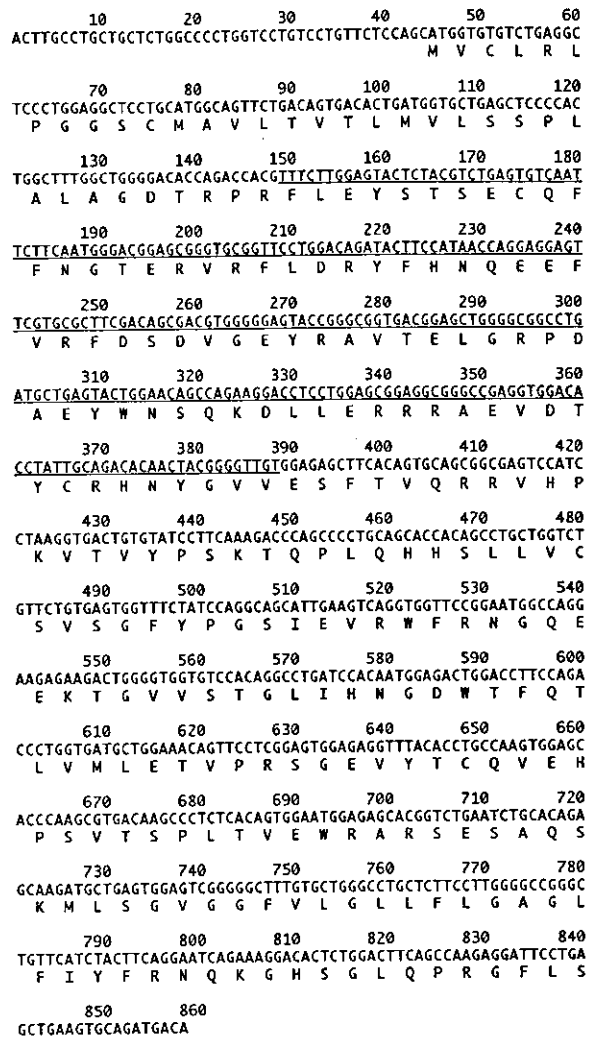 10 20 30 40 50 60
ACTTGCCTGCTGCTCTGGCCCCTGGTCCTGTCCTGTTCTCCAGCATGGTGTGTCTGAGGC
M V C L R L
70 80 90 100 110 120
TCCCTGGAGGCTCCTGCATGGCAGTTCTGACAGTGACACTGATGGTGCTGAGCTCCCCAC
P G G S C M A V L T V T L M V L S S P L
130 140 150 160 170 180
TGGCTTTGGCTGGGGACACCAGACCACGTTTCTTGGAGTACTCTACGTCTGAGTGTCAAT
A L A G D T R P R F L E Y S T S E C Q F
190 200 210 220 230 240
TCTTCAATGGGACGGAGCGGGTGCGGTTCCTGGACAGATACTTCCATAACCAGGAGGAGT
F N G T E R V R F L D R Y F H N Q E E F
250 260 270 280 290 300
TCGTGCGCTTCGACAGCGACGTGGGGGAGTACCGGGCGGTGACGGAGCTGGGGCGGCCTG
V R F D S D V G E Y R A V T E L G R P D
310 320 330 340 350 360
ATGCTGAGTACTGGAACAGCCAGAAGGACCTCCTGGAGCGGAGGCGGGCCGAGGTGGACA
A E Y W N S Q K D L L E R R R A E V D T
370 380 390 400 410 420
CCTATTGCAGACACAACTACGGGGTTGTGGAGAGCTTCACAGTGCAGCGGCGAGTCCATC
Y C R H N Y G V V E S F T V Q R R V H P
430 440 450 460 470 480
CTAAGGTGACTGTGTATCCTTCAAAGACCCAGCCCCTGCAGCACCACAGCCTGCTGGTCT
K V T V Y P S K T Q P L Q H H S L L V C
490 500 510 520 530 540
GTTCTGTGAGTGGTTTCTATCCAGGCAGCATTGAAGTCAGGTGGTTCCGGAATGGCCAGG
S V S G F Y P G S I E V R W F R N G Q E
550 560 570 580 590 600
AAGAGAAGACTGGGGTGGTGTCCACAGGCCTGATCCACAATGGAGACTGGACCTTCCAGA
E K T G V V S T G L I H N G D W T F Q T
610 620 630 640 650 660
CCCTGGTGATGCTGGAAACAGTTCCTCGGAGTGGAGAGGTTTACACCTGCCAAGTGGAGC
L V M L E T V P R S G E V Y T C Q V E H
670 680 690 700 710 720
ACCCAAGCGTGACAAGCCCTCTCACAGTGGAATGGAGAGCACGGTCTGAATCTGCACAGA
P S V T S P L T V E W R A R S E S A Q S
730 740 750 760 770 780
GCAAGATGCTGAGTGGAGTCGGGGGCTTTGTGCTGGGCCTGCTCTTCCTTGGGGCCGGGC
K M L S G V G G F V L G L L F L G A G L
790 800 810 820 830 840
TGTTCATCTACTTCAGGAATCAGAAAGGACACTCTGGACTTCAGCCAAGAGGATTCCTGA
F I Y F R N Q K G H S G L Q P R G F L S
850 860
GCTGAAGTGCAGATGACA